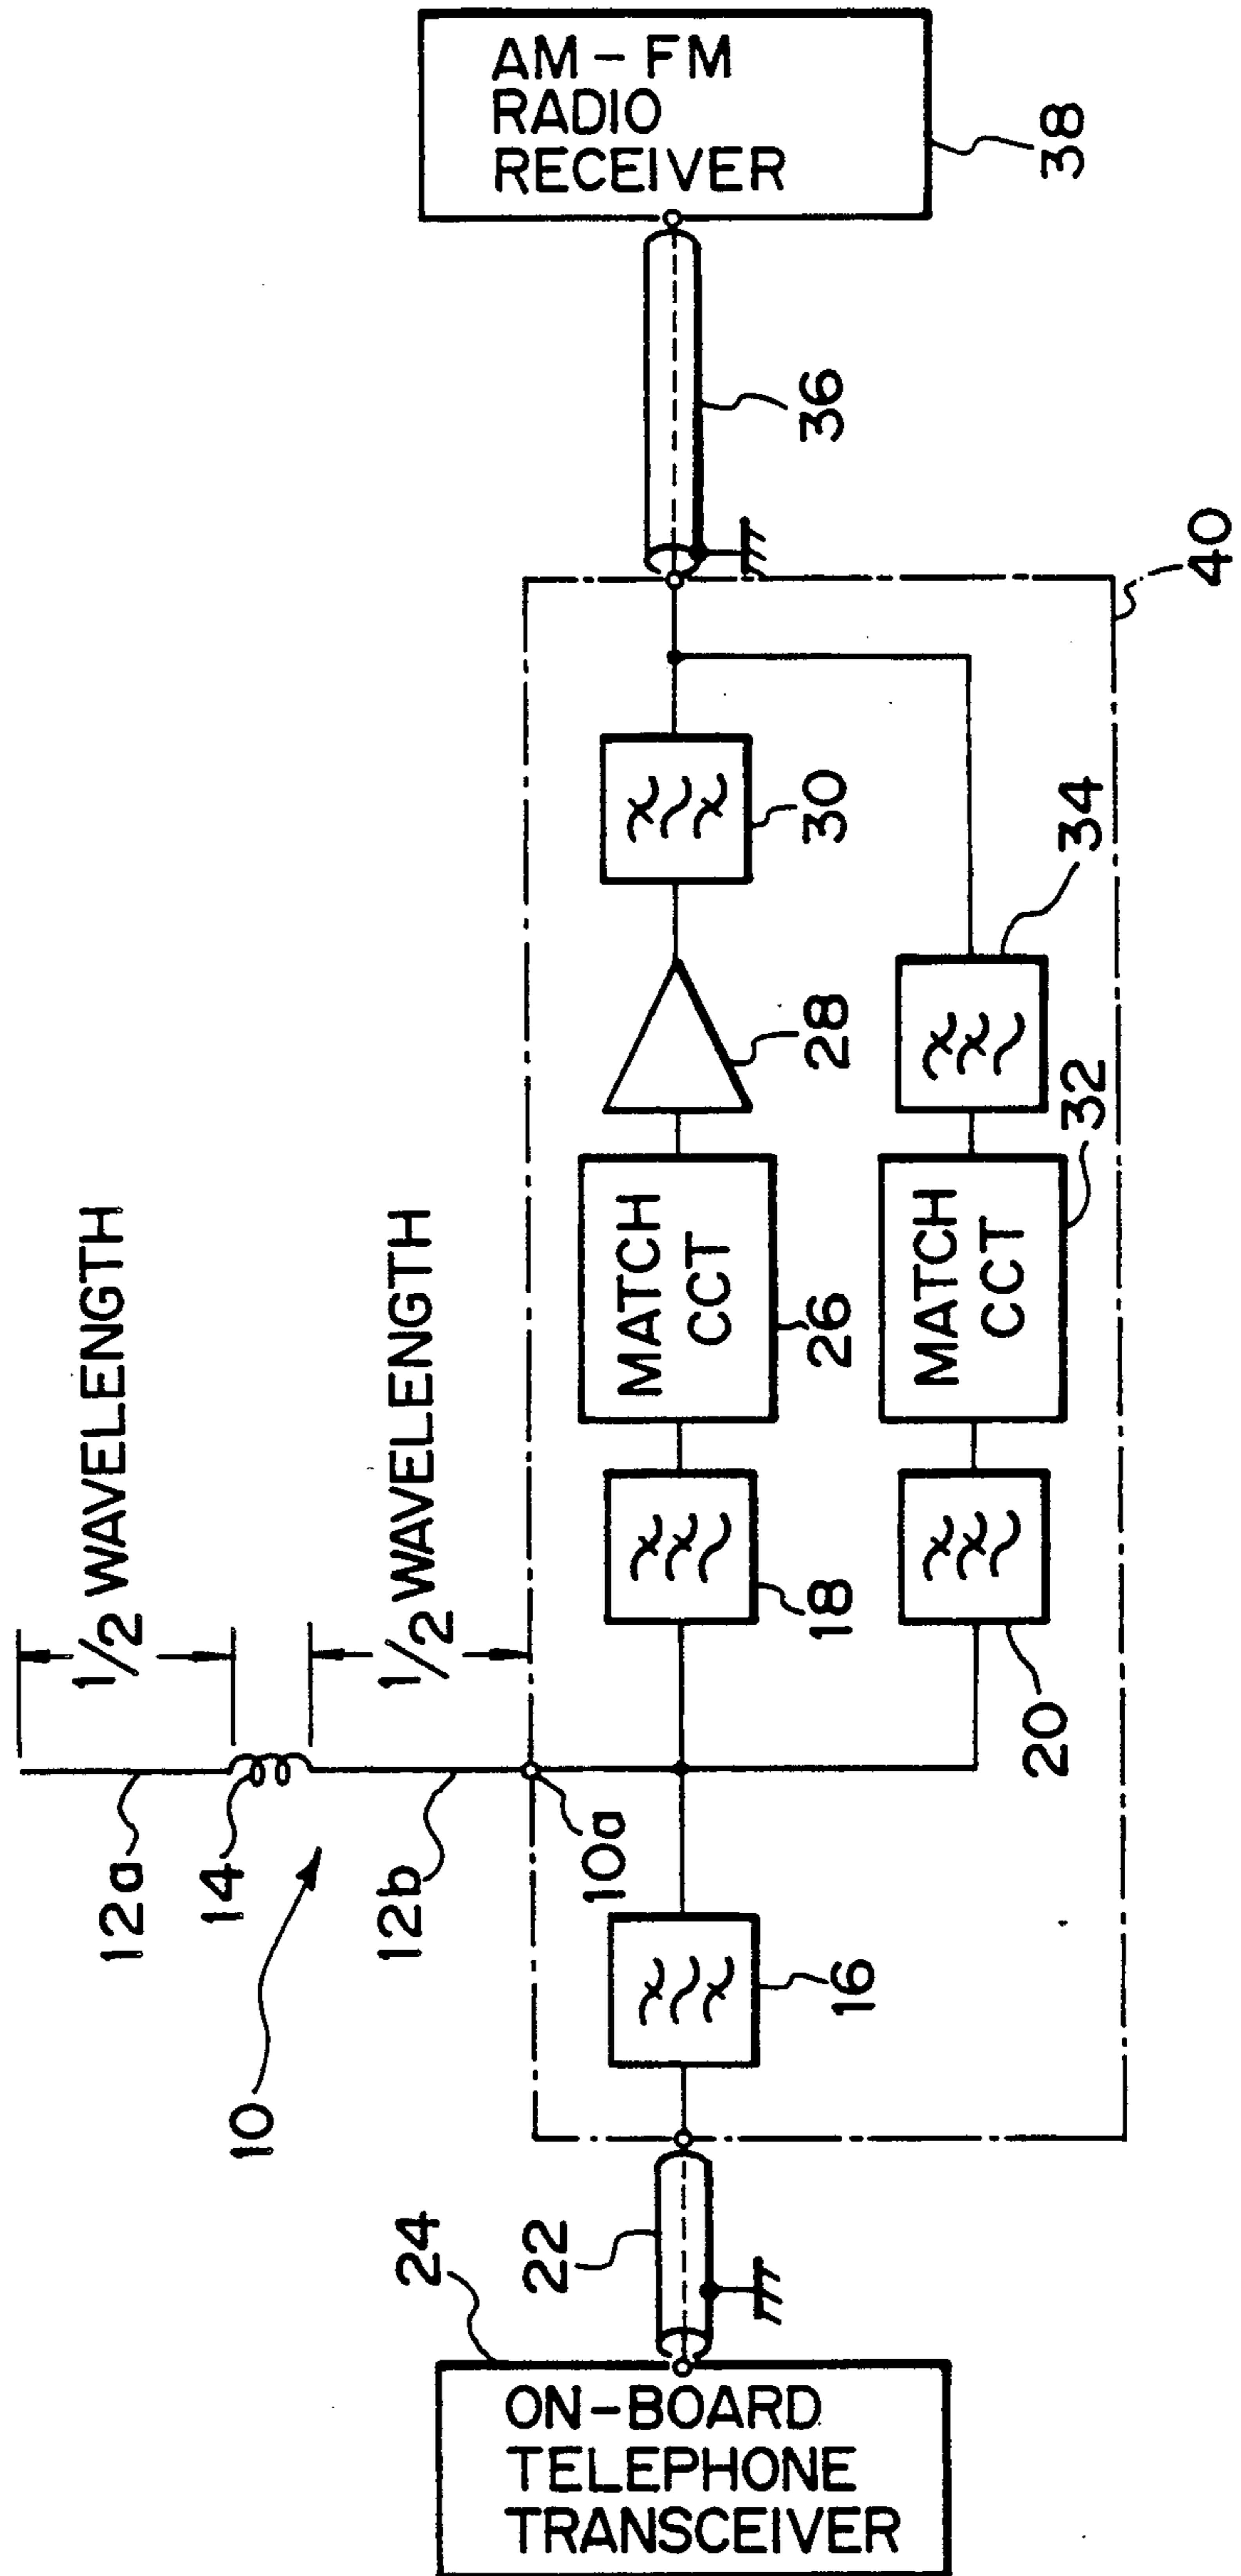 1/2 WAVELENGTH
1/2 WAVELENGTH
12a
14
10
12b
10a
24
ON-BOARD
TELEPHONE
TRANSCEIVER
22
16
18
MATCH
CCT
26
28
30
20
MATCH
CCT
32
34
40
36
AM-FM
RADIO
RECEIVER
38